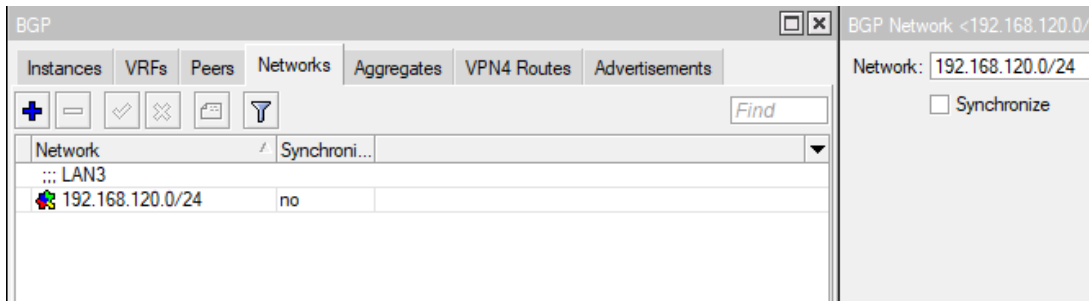 BGP
Instances VRFs Peers Networks Aggregates VPN4 Routes Advertisements
Find
Network Synchroni...
;;; LAN3
192.168.120.0/24 no
BGP Network <192.168.120.0/
Network: 192.168.120.0/24
Synchronize